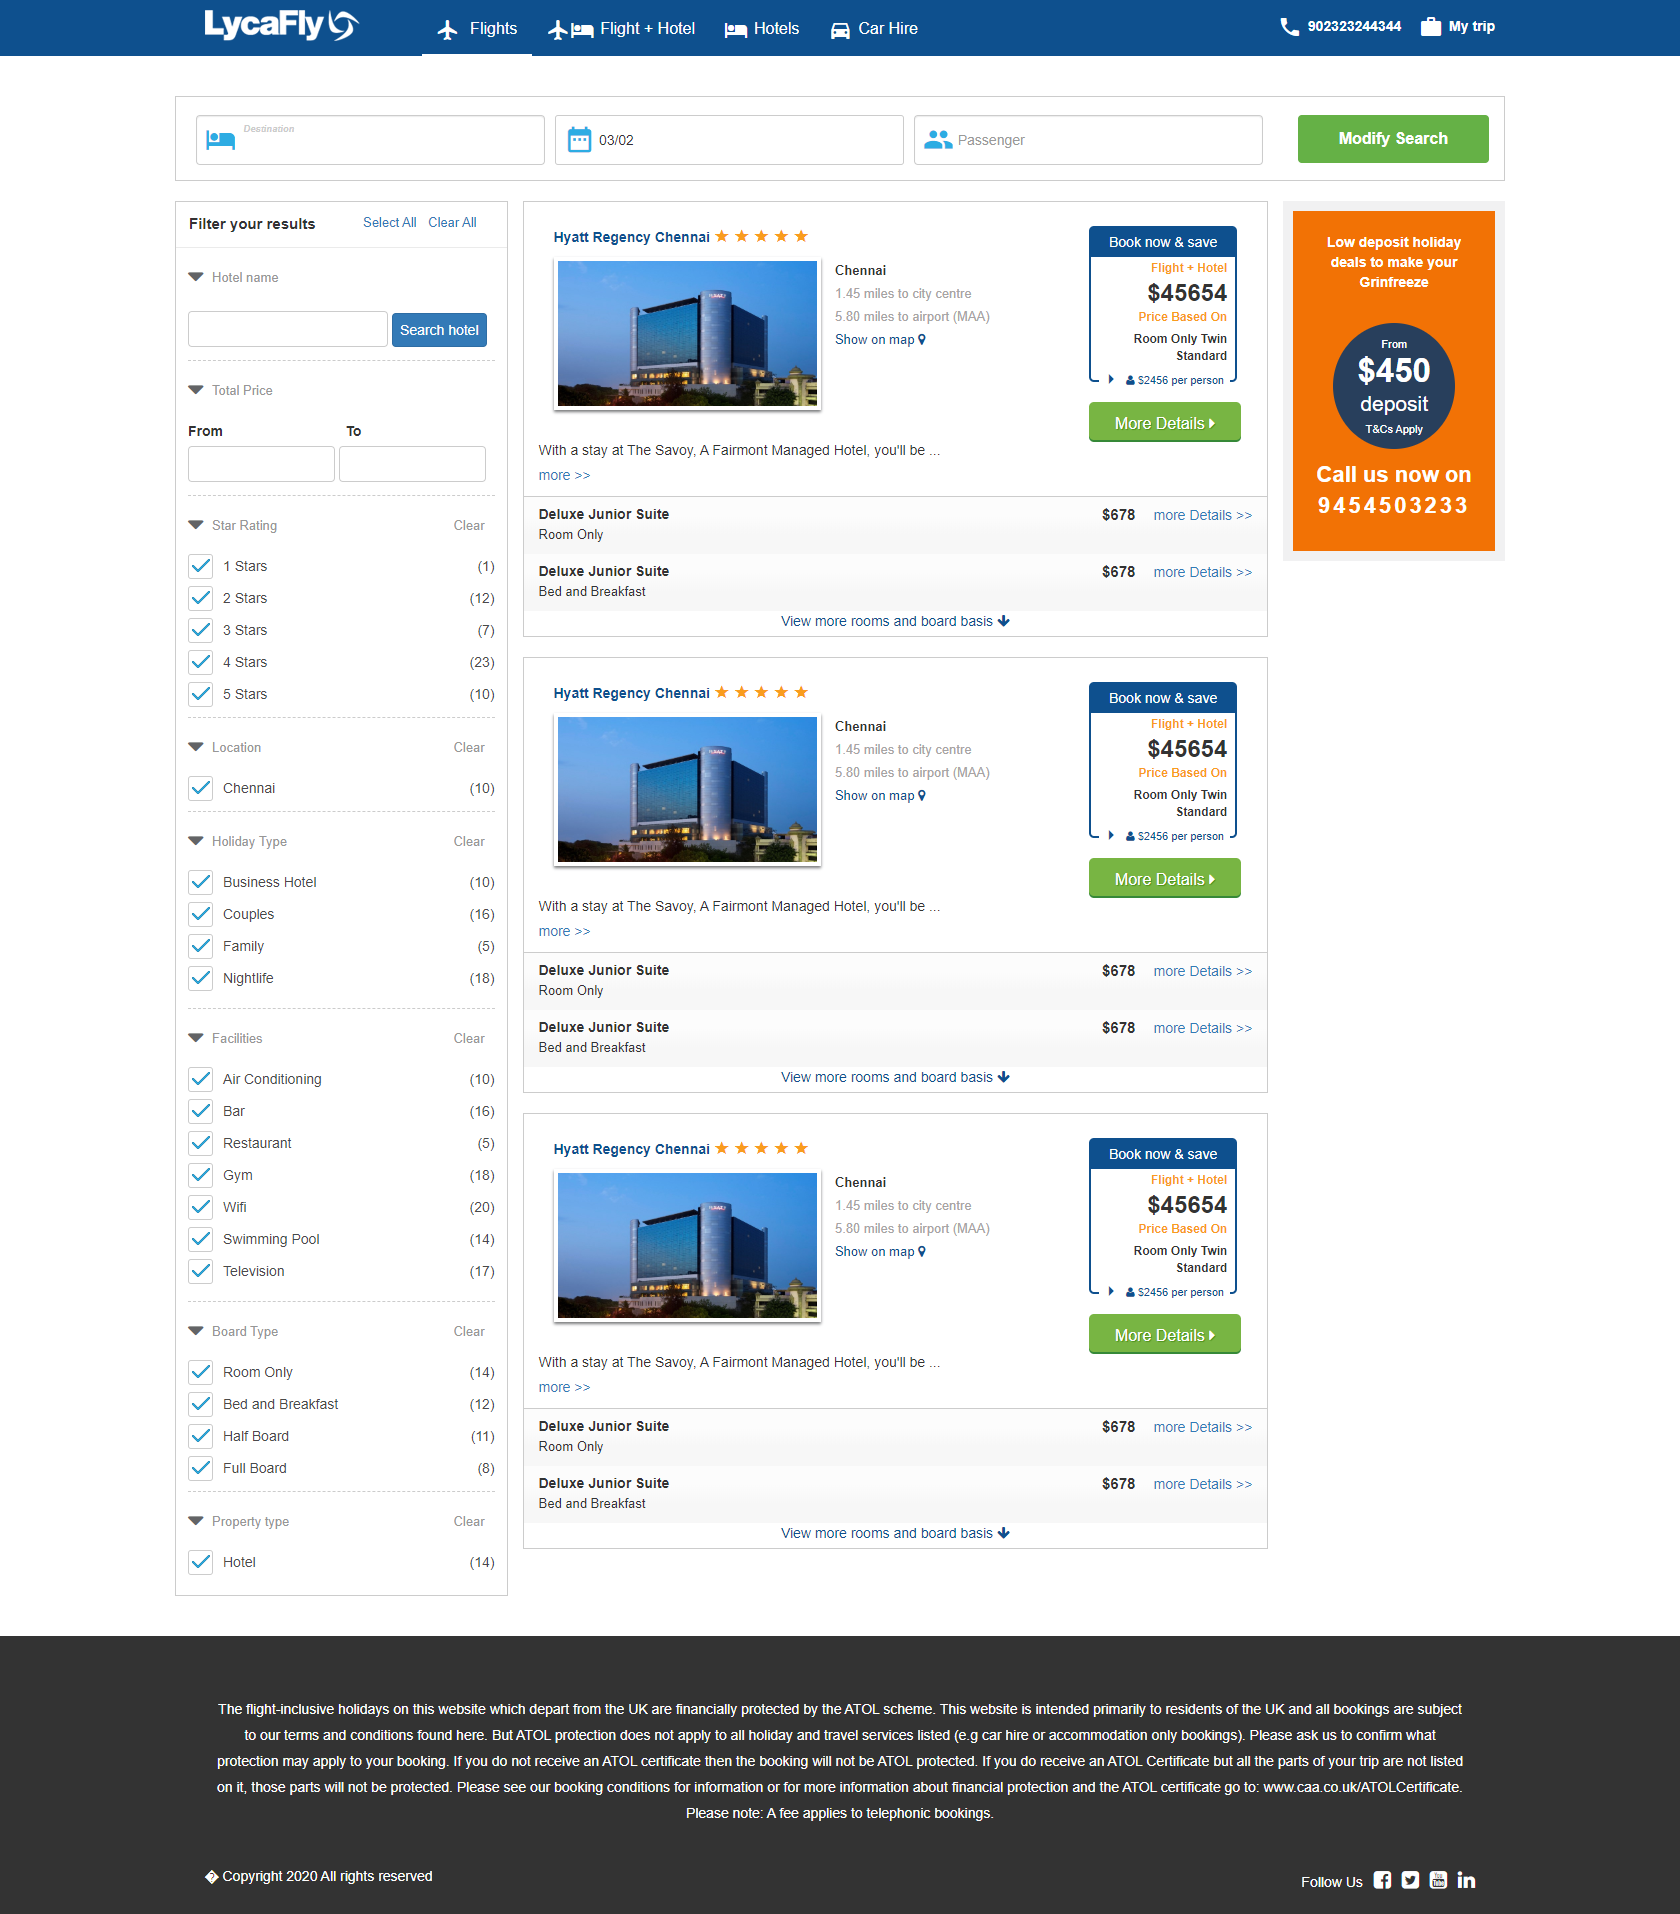 LycaFly
Flights
Flight + Hotel
Hotels
Car Hire
902323244344
My trip
Destination
03/02
Passenger
Modify Search
Filter your results
Select All
Clear All
Hotel name
Search hotel
Total Price
From
To
Star Rating
Clear
1 Stars
(1)
2 Stars
(12)
3 Stars
(7)
4 Stars
(23)
5 Stars
(10)
Location
Clear
Chennai
(10)
Holiday Type
Clear
Business Hotel
(10)
Couples
(16)
Family
(5)
Nightlife
(18)
Facilities
Clear
Air Conditioning
(10)
Bar
(16)
Restaurant
(5)
Gym
(18)
Wifi
(20)
Swimming Pool
(14)
Television
(17)
Board Type
Clear
Room Only
(14)
Bed and Breakfast
(12)
Half Board
(11)
Full Board
(8)
Property type
Clear
Hotel
(14)
Hyatt Regency Chennai
Chennai
1.45 miles to city centre
5.80 miles to airport (MAA)
Show on map
Book now & save
Flight + Hotel
$45654
Price Based On
Room Only Twin
Standard
$2456 per person
More Details
With a stay at The Savoy, A Fairmont Managed Hotel, you'll be ...
more >>
Deluxe Junior Suite
Room Only
$678
more Details >>
Deluxe Junior Suite
Bed and Breakfast
$678
more Details >>
View more rooms and board basis
Hyatt Regency Chennai
Chennai
1.45 miles to city centre
5.80 miles to airport (MAA)
Show on map
Book now & save
Flight + Hotel
$45654
Price Based On
Room Only Twin
Standard
$2456 per person
More Details
With a stay at The Savoy, A Fairmont Managed Hotel, you'll be ...
more >>
Deluxe Junior Suite
Room Only
$678
more Details >>
Deluxe Junior Suite
Bed and Breakfast
$678
more Details >>
View more rooms and board basis
Hyatt Regency Chennai
Chennai
1.45 miles to city centre
5.80 miles to airport (MAA)
Show on map
Book now & save
Flight + Hotel
$45654
Price Based On
Room Only Twin
Standard
$2456 per person
More Details
With a stay at The Savoy, A Fairmont Managed Hotel, you'll be ...
more >>
Deluxe Junior Suite
Room Only
$678
more Details >>
Deluxe Junior Suite
Bed and Breakfast
$678
more Details >>
View more rooms and board basis
Low deposit holiday
deals to make your
Grinfreeze
From
$450
deposit
T&Cs Apply
Call us now on
9454503233
The flight-inclusive holidays on this website which depart from the UK are financially protected by the ATOL scheme. This website is intended primarily to residents of the UK and all bookings are subject
to our terms and conditions found here. But ATOL protection does not apply to all holiday and travel services listed (e.g car hire or accommodation only bookings). Please ask us to confirm what
protection may apply to your booking. If you do not receive an ATOL certificate then the booking will not be ATOL protected. If you do receive an ATOL Certificate but all the parts of your trip are not listed
on it, those parts will not be protected. Please see our booking conditions for information or for more information about financial protection and the ATOL certificate go to: www.caa.co.uk/ATOLCertificate.
Please note: A fee applies to telephonic bookings.
� Copyright 2020 All rights reserved
Follow Us